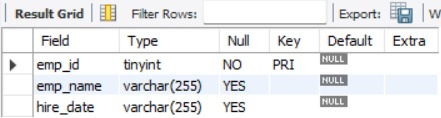 Result Grid Filter Rows: Export: W
Field Type Null Key Default Extra
emp_id tinyint NO PRI NULL
emp_name varchar(255) YES NULL
hire_date varchar(255) YES NULL